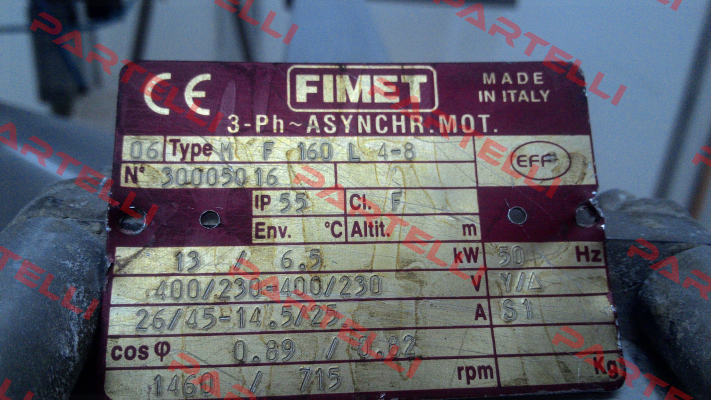 CE FIMET MADE IN ITALY
3-Ph~ASYNCHR.MOT.
06 Type M F 160 L 4-8 EFF
N° 30005016
IP 55 Cl. F
Env. °C Altit. m
13 / 6.5 kW 50 Hz
400/230-400/230 V Y/Δ
26/45-14.5/25 A S1
cos φ 0.89 / 0.82
1460 / 715 rpm Kg
PARTELLI